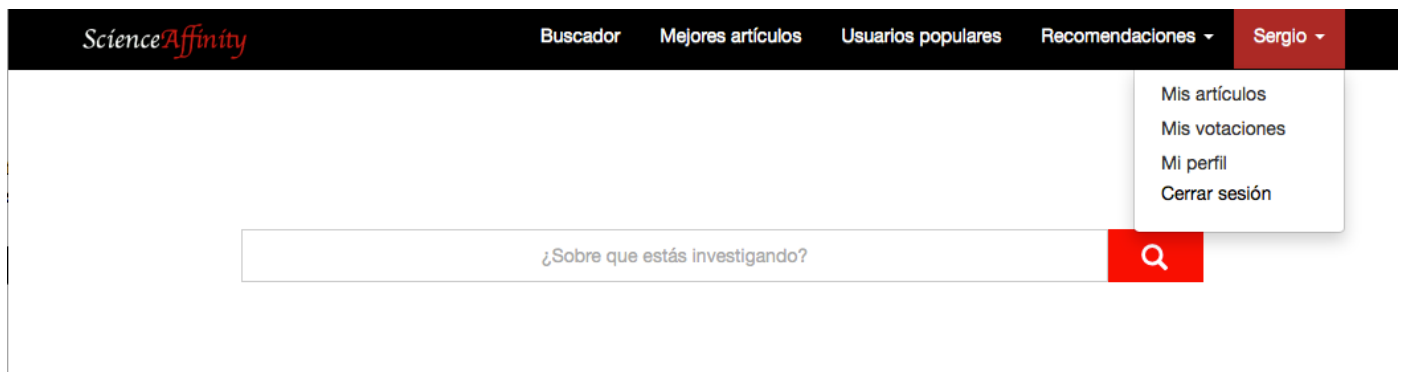 ScienceAffinity Buscador Mejores artículos Usuarios populares Recomendaciones Sergio
Mis artículos
Mis votaciones
Mi perfil
Cerrar sesión
¿Sobre que estás investigando?